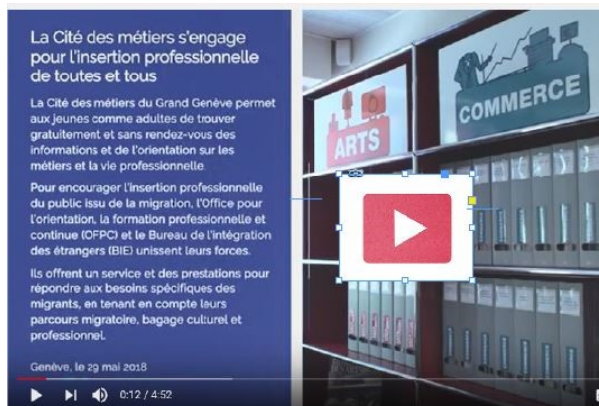 La Cité des métiers s'engage
pour l'insertion professionnelle
de toutes et tous
La Cité des métiers du Grand Genève permet
aux jeunes comme adultes de trouver
gratuitement et sans rendez-vous des
informations et de l'orientation sur les
métiers et la vie professionnelle.
Pour encourager l'insertion professionnelle
du public issu de la migration, l'Office pour
l'orientation, la formation professionnelle et
continue (OFPC) et le Bureau de l'intégration
des étrangers (BIE) unissent leurs forces.
Ils offrent un service et des prestations pour
répondre aux besoins spécifiques des
migrants, en tenant en compte leurs
parcours migratoire, bagage culturel et
professionnel.
Genève, le 29 mai 2018
ARTS
COMMERCE
0:12 / 4:52